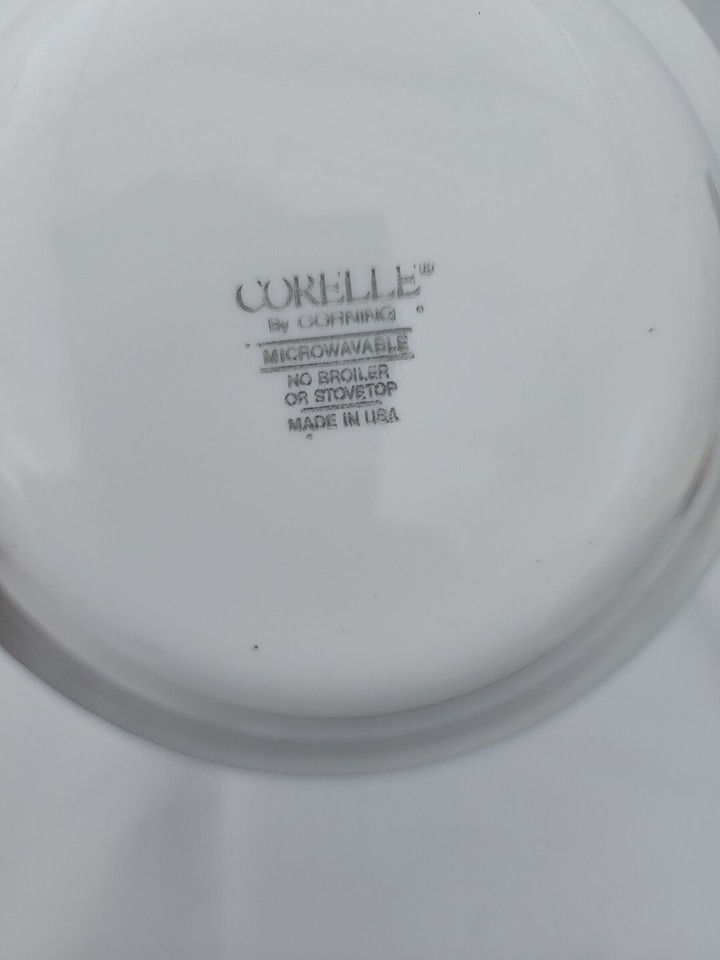 CORELLE®
By CORNING
MICROWAVABLE
NO BROILER
OR STOVETOP
MADE IN USA